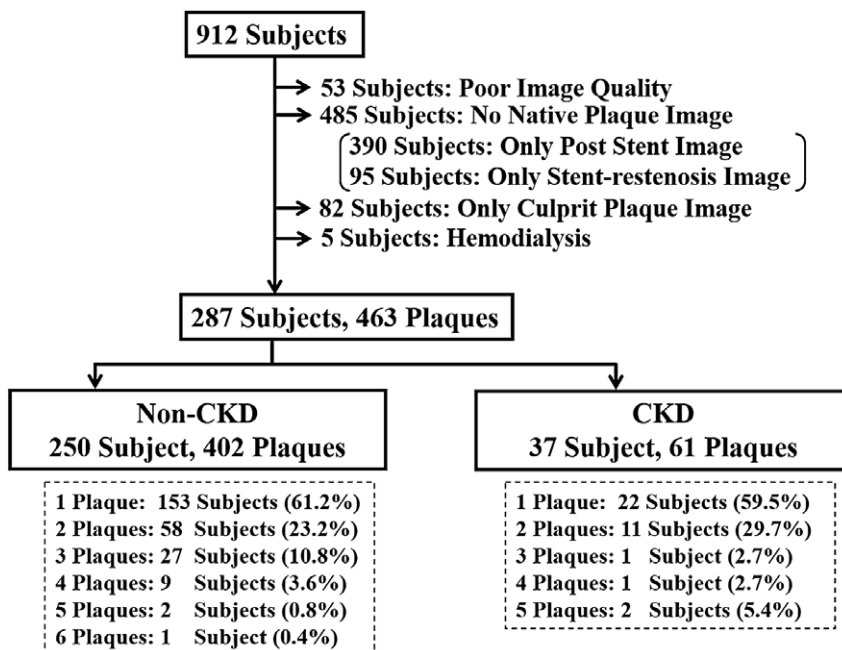 912 Subjects
53 Subjects: Poor Image Quality
485 Subjects: No Native Plaque Image
390 Subjects: Only Post Stent Image
95 Subjects: Only Stent-restenosis Image
82 Subjects: Only Culprit Plaque Image
5 Subjects: Hemodialysis
287 Subjects, 463 Plaques
Non-CKD
250 Subject, 402 Plaques
1 Plaque: 153 Subjects (61.2%)
2 Plaques: 58 Subjects (23.2%)
3 Plaques: 27 Subjects (10.8%)
4 Plaques: 9 Subjects (3.6%)
5 Plaques: 2 Subjects (0.8%)
6 Plaques: 1 Subject (0.4%)
CKD
37 Subject, 61 Plaques
1 Plaque: 22 Subjects (59.5%)
2 Plaques: 11 Subjects (29.7%)
3 Plaques: 1 Subject (2.7%)
4 Plaques: 1 Subject (2.7%)
5 Plaques: 2 Subjects (5.4%)